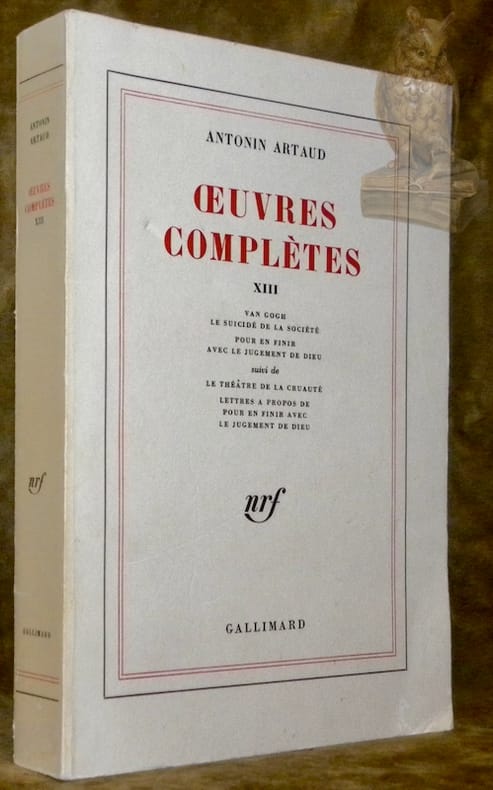 ANTONIN
ARTAUD
ŒUVRES
COMPLÈTES
XIII
nrf
GALLIMARD
ANTONIN ARTAUD
ŒUVRES
COMPLÈTES
XIII
VAN GOGH
LE SUICIDÉ DE LA SOCIÉTÉ
POUR EN FINIR
AVEC LE JUGEMENT DE DIEU
suivi de
LE THÉÂTRE DE LA CRUAUTÉ
LETTRES A PROPOS DE
POUR EN FINIR AVEC
LE JUGEMENT DE DIEU
nrf
GALLIMARD